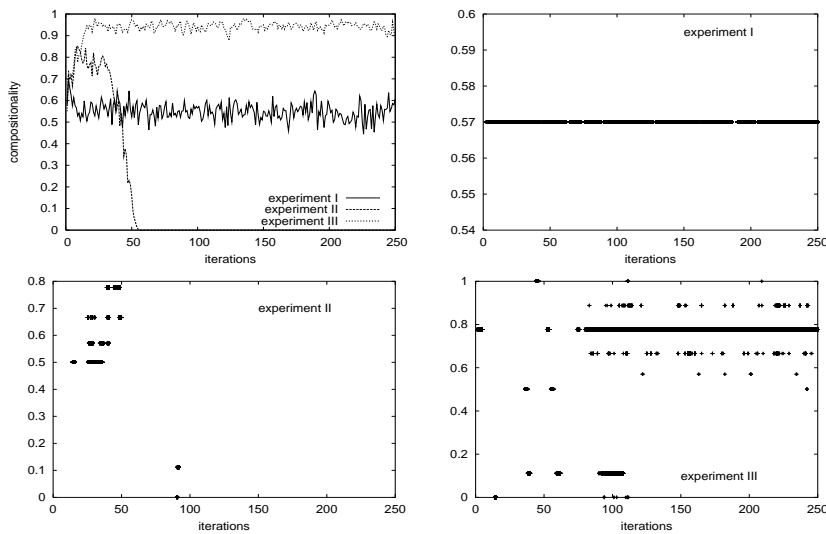 1
0.9
0.8
0.7
0.6
0.5
0.4
0.3
0.2
0.1
0
compositionality
experiment I
experiment II
experiment III
0 50 100 150 200 250
iterations
0.6
0.59
0.58
0.57
0.56
0.55
0.54
experiment I
0 50 100 150 200 250
iterations
0.8
0.7
0.6
0.5
0.4
0.3
0.2
0.1
0
experiment II
0 50 100 150 200 250
iterations
1
0.8
0.6
0.4
0.2
0
experiment III
0 50 100 150 200 250
iterations